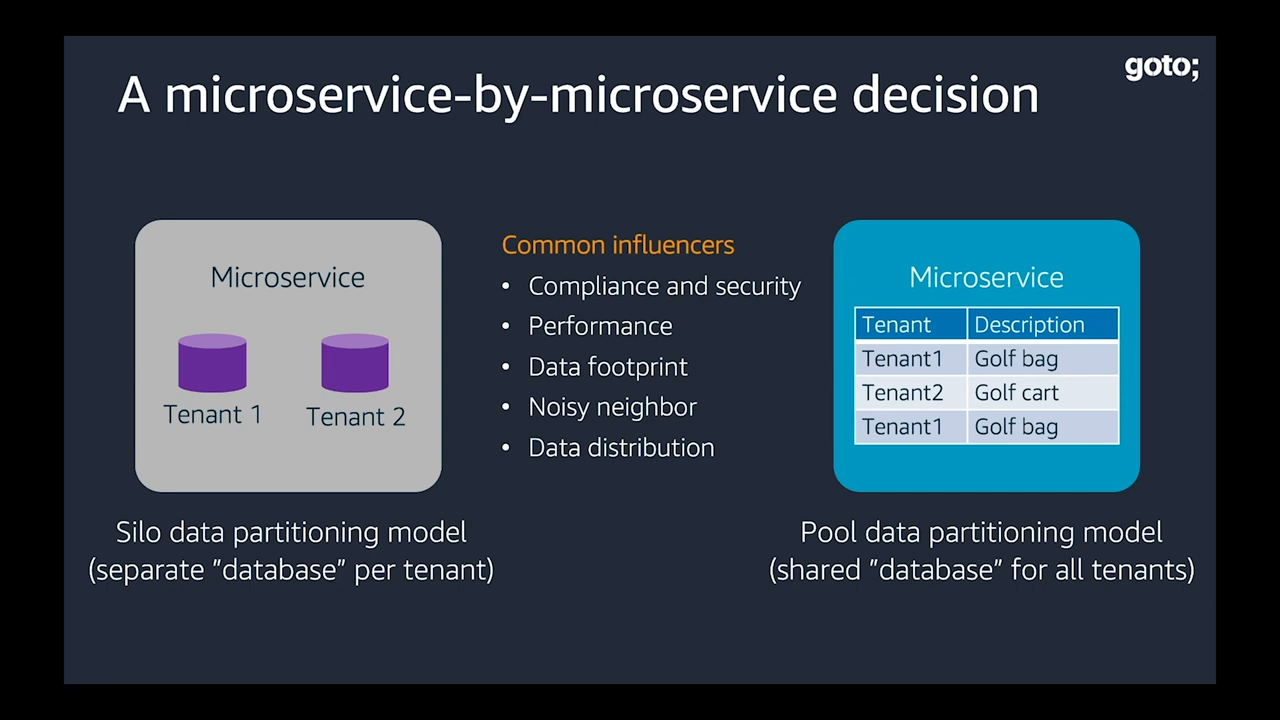 goto;
A microservice-by-microservice decision
Microservice
Tenant 1
Tenant 2
Common influencers
• Compliance and security
• Performance
• Data footprint
• Noisy neighbor
• Data distribution
Microservice
Tenant Description
Tenant1 Golf bag
Tenant2 Golf cart
Tenant1 Golf bag
Silo data partitioning model
(separate "database" per tenant)
Pool data partitioning model
(shared "database" for all tenants)